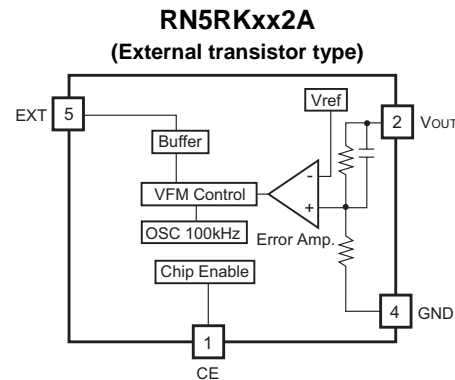 RN5RKxx2A
(External transistor type)
Vref
EXT
5
2
VOUT
Buffer
-
VFM Control
+
OSC 100kHz
Error Amp.
Chip Enable
4
GND
1
CE